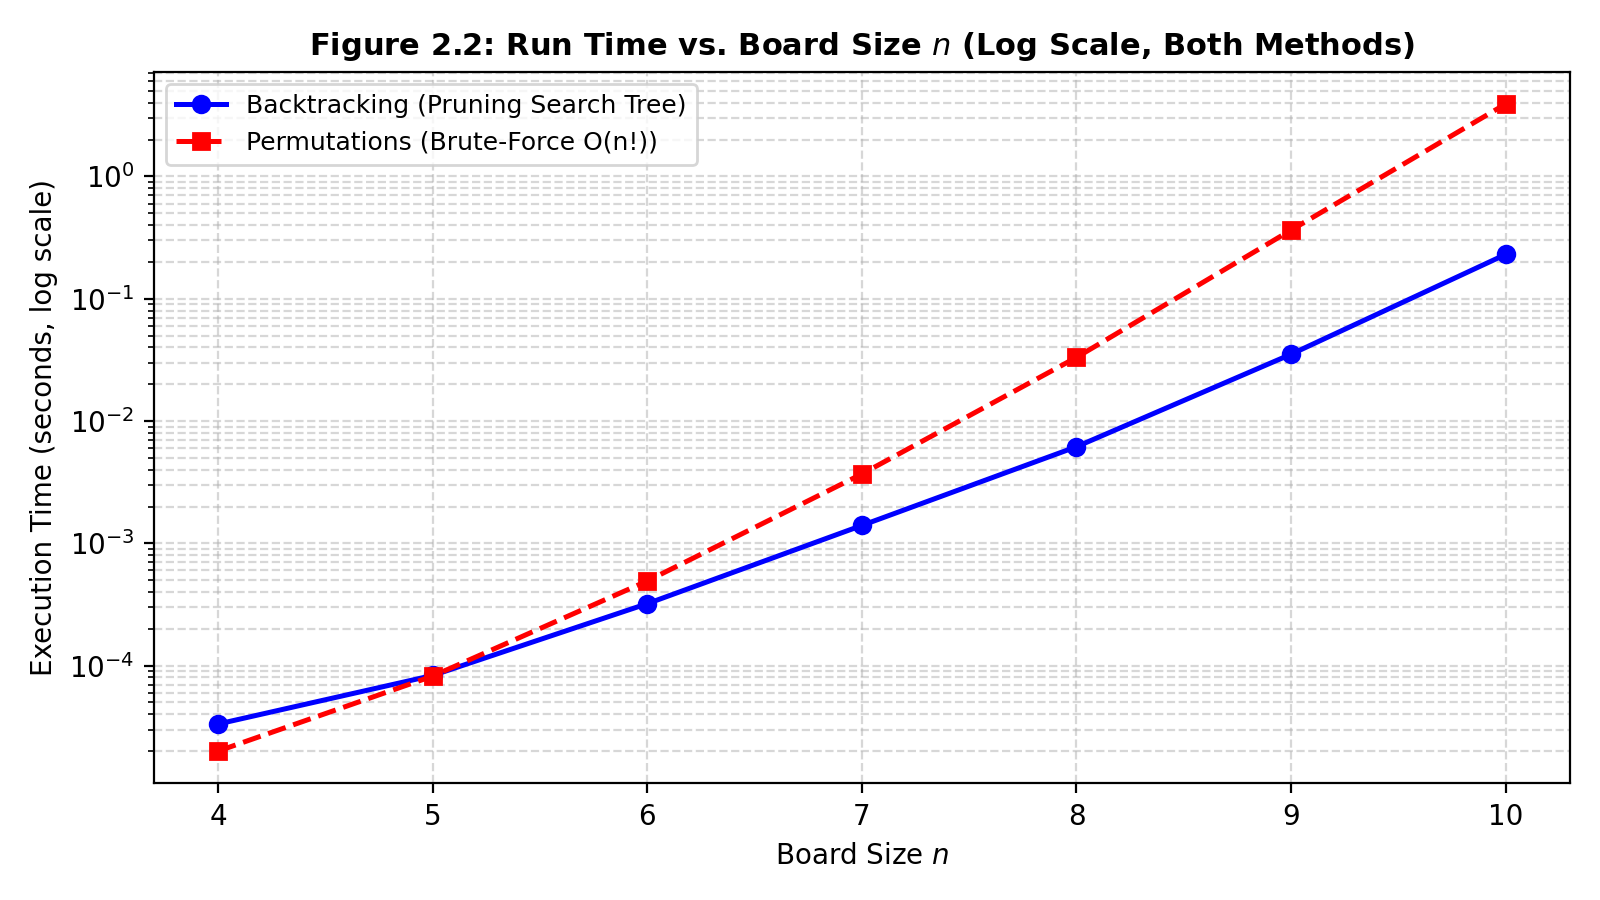 Figure 2.2: Run Time vs. Board Size n (Log Scale, Both Methods)
Backtracking (Pruning Search Tree)
Permutations (Brute-Force O(n!))
Execution Time (seconds, log scale)
10⁰
10⁻¹
10⁻²
10⁻³
10⁻⁴
4 5 6 7 8 9 10
Board Size n